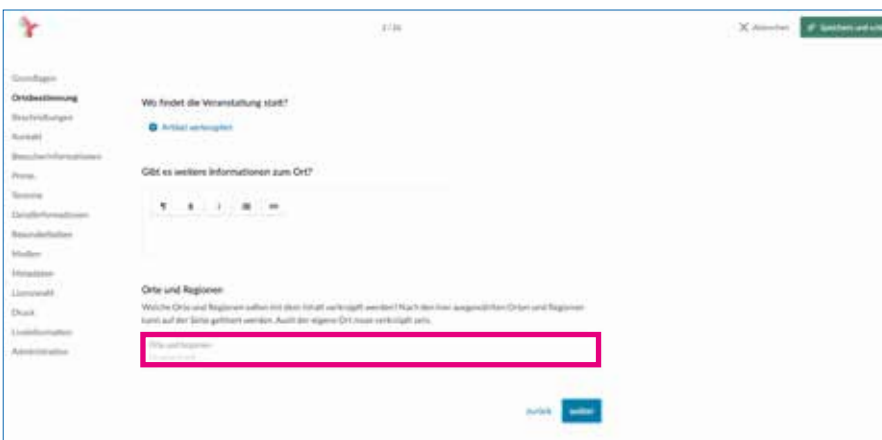 2 / 16
Abbrechen
Speichern und schl
Grundlagen
Ortsbestimmung
Beschreibungen
Kontakt
Besucherinformationen
Preise
Termine
Detailinformationen
Besonderheiten
Medien
Metadaten
Lizenzwahl
Druck
Administration
Wo findet die Veranstaltung statt?
Artikel verknüpfen
Gibt es weitere Informationen zum Ort?
Orte und Regionen
Welche Orte und Regionen sollen mit dem Inhalt verknüpft werden? Nach den hier ausgewählten Orten und Regionen
kann auf der Seite gefiltert werden. Auch der eigene Ort muss verknüpft sein.
Orte und Regionen
zurück
weiter